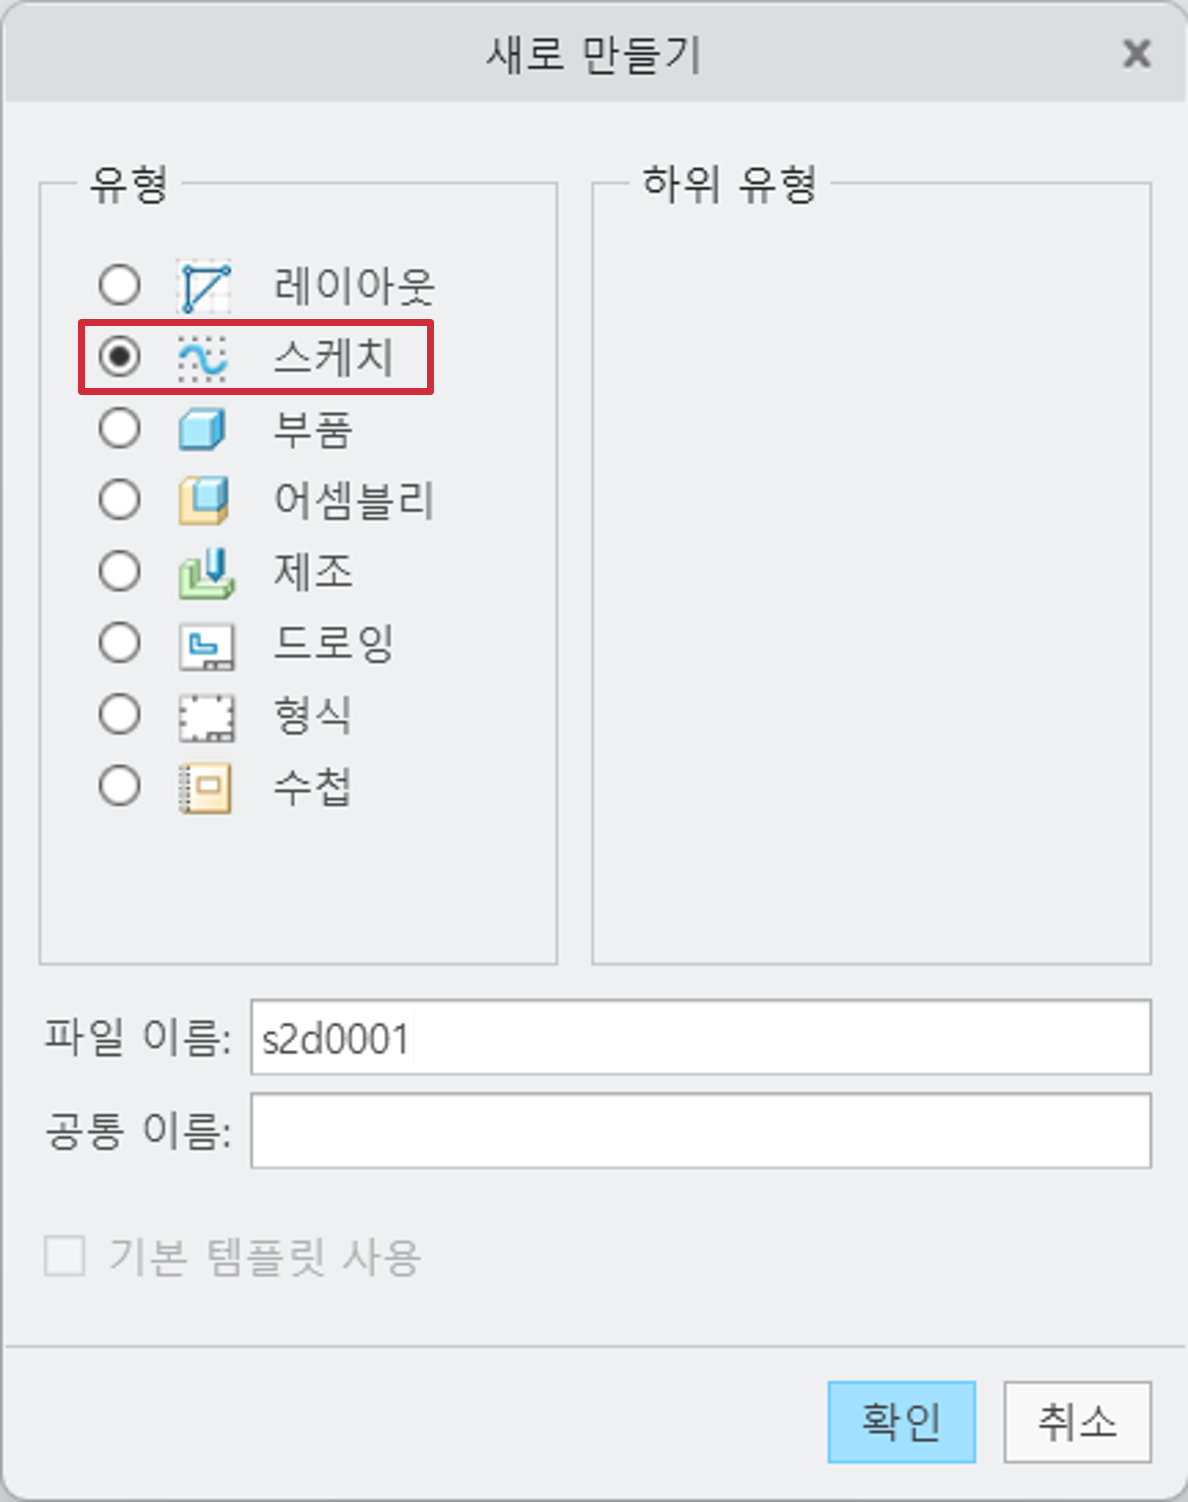 새로 만들기
유형
레이아웃
스케치
부품
어셈블리
제조
드로잉
형식
수첩
하위 유형
파일 이름: s2d0001
공통 이름:
기본 템플릿 사용
확인 취소